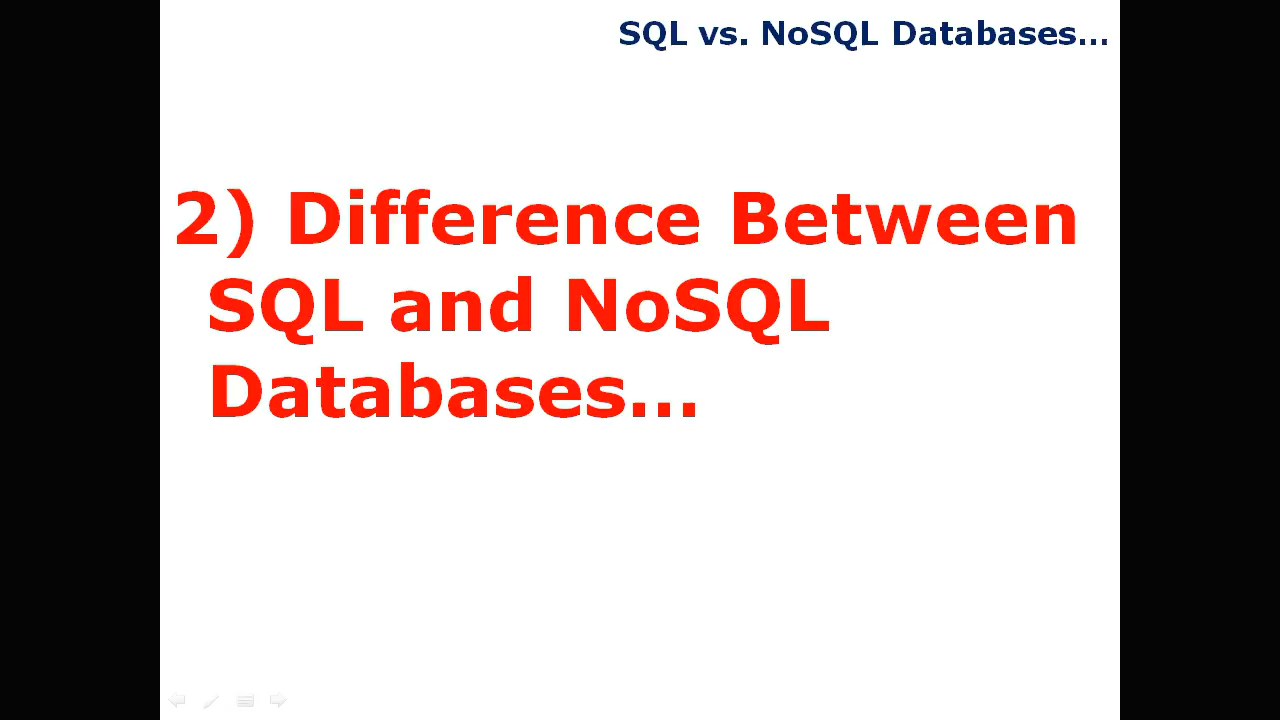 SQL vs. NoSQL Databases...
2) Difference Between
SQL and NoSQL
Databases...